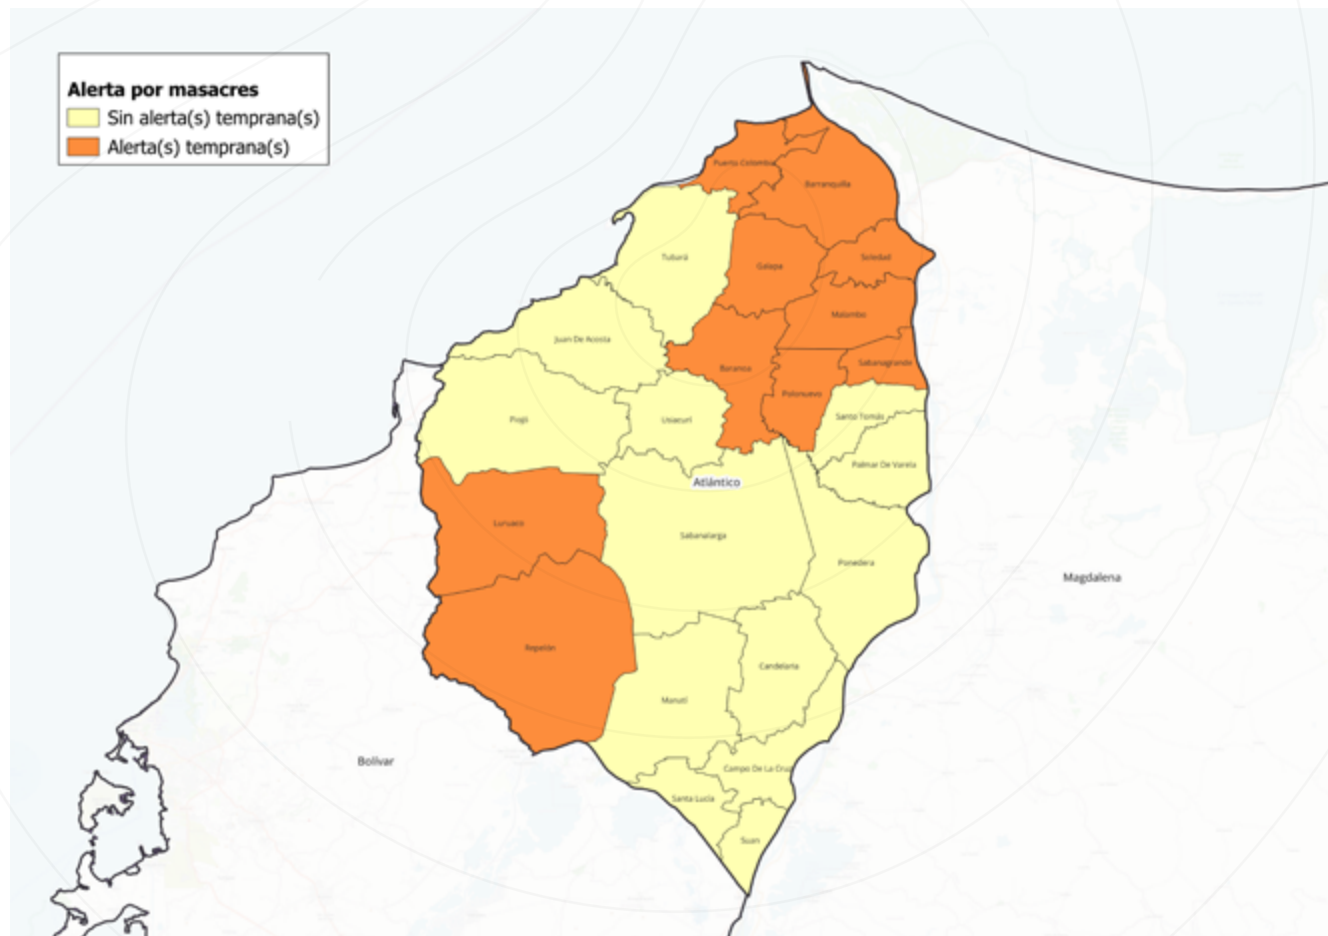 Alerta por masacres
Sin alerta(s) temprana(s)
Alerta(s) temprana(s)
Puerto Colombia
Barranquilla
Tubará
Galapa
Soledad
Malambo
Juan De Acosta
Baranoa
Sabanagrande
Polonuevo
Piojó
Usiacurí
Santo Tomás
Palmar De Varela
Atlántico
Luruaco
Sabanalarga
Ponedera
Magdalena
Repelón
Candelaria
Manatí
Bolívar
Campo De La Cruz
Santa Lucía
Suan